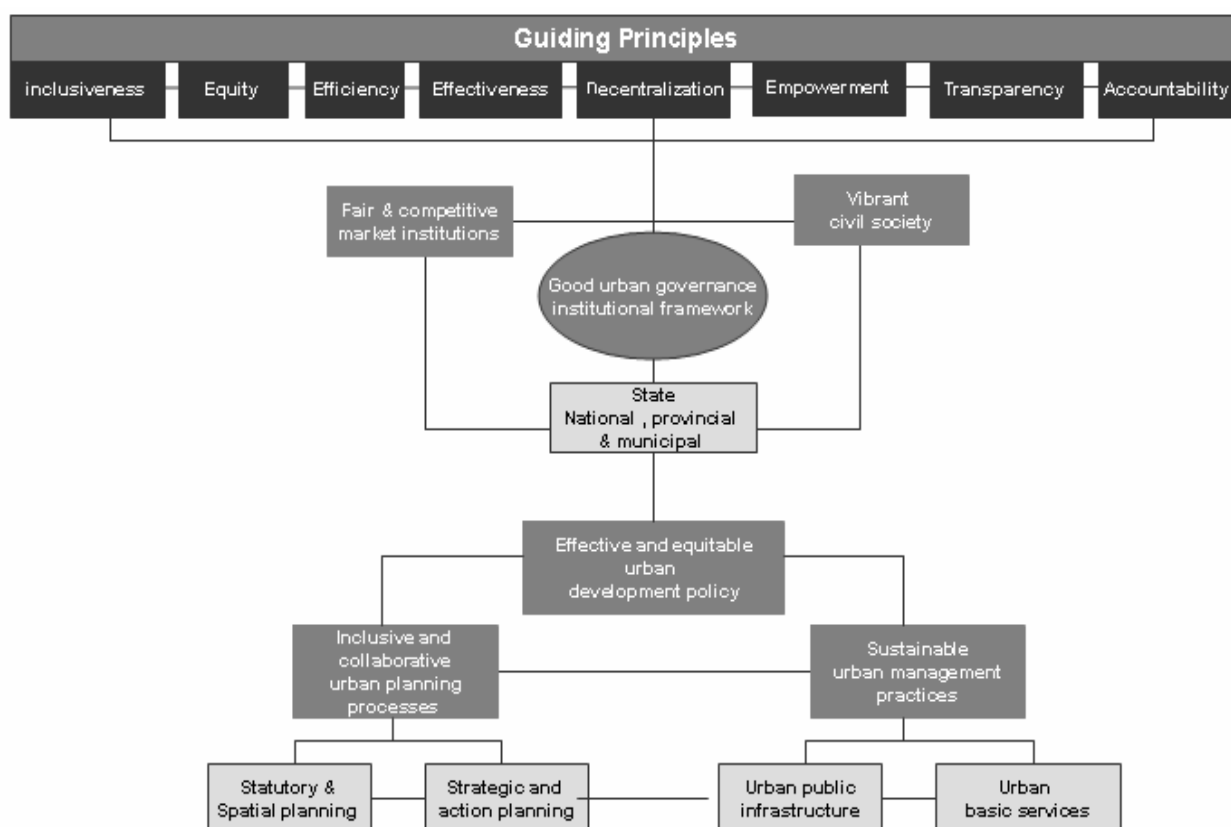 Guiding Principles
inclusiveness
Equity
Efficiency
Effectiveness
Decentralization
Empowerment
Transparency
Accountability
Fair & competitive
market institutions
Vibrant
civil society
Good urban governance
institutional framework
State
National , provincial
& municipal
Effective and equitable
urban
development policy
Inclusive and
collaborative
urban planning
processes
Sustainable
urban management
practices
Statutory &
Spatial planning
Strategic and
action planning
Urban public
infrastructure
Urban
basic services